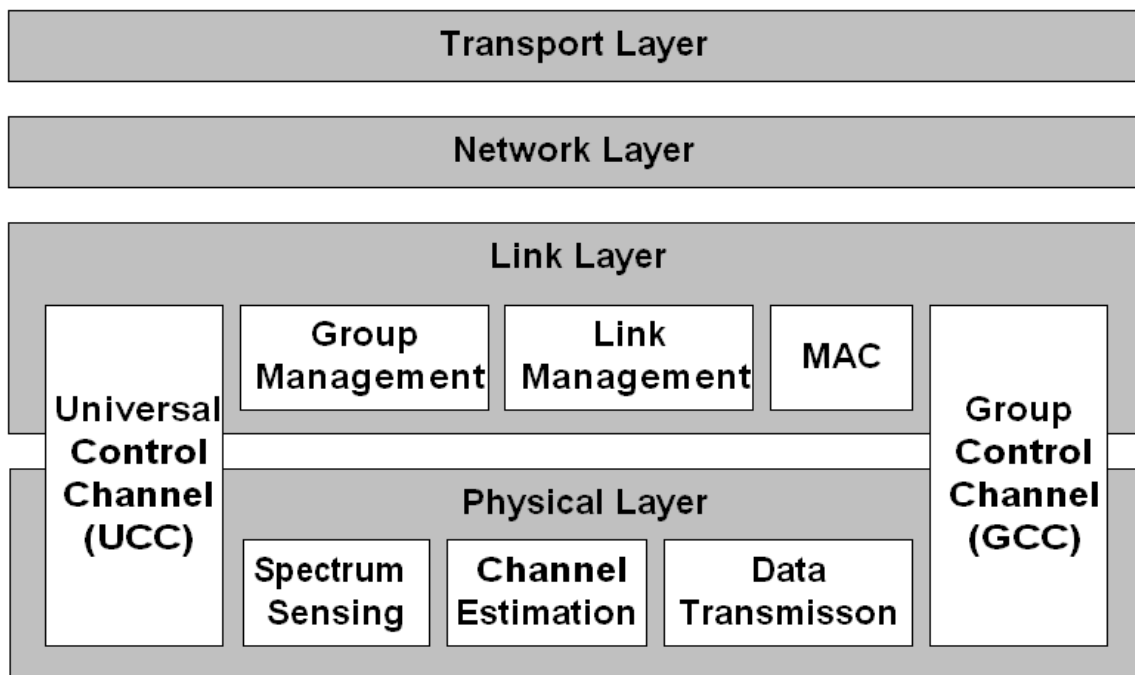 Transport Layer
Network Layer
Link Layer
Universal
Control
Channel
(UCC)
Group
Management
Link
Management
MAC
Group
Control
Channel
(GCC)
Physical Layer
Spectrum
Sensing
Channel
Estimation
Data
Transmisson